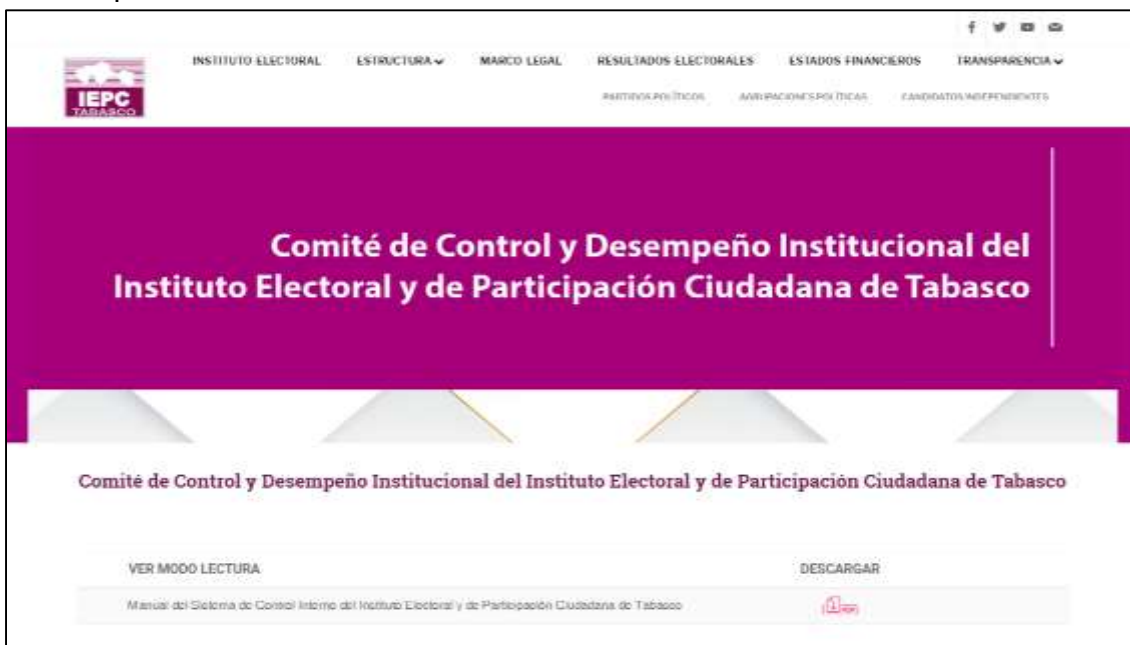 IEPC
TABASCO
INSTITUTO ELECTORAL ESTRUCTURA MARCO LEGAL RESULTADOS ELECTORALES ESTADOS FINANCIEROS TRANSPARENCIA
PARTIDOS POLÍTICOS AGRUPACIONES POLÍTICAS CANDIDATOS INDEPENDIENTES
Comité de Control y Desempeño Institucional del
Instituto Electoral y de Participación Ciudadana de Tabasco
Comité de Control y Desempeño Institucional del Instituto Electoral y de Participación Ciudadana de Tabasco
VER MODO LECTURA DESCARGAR
Manual del Sistema de Control Interno del Instituto Electoral y de Participación Ciudadana de Tabasco